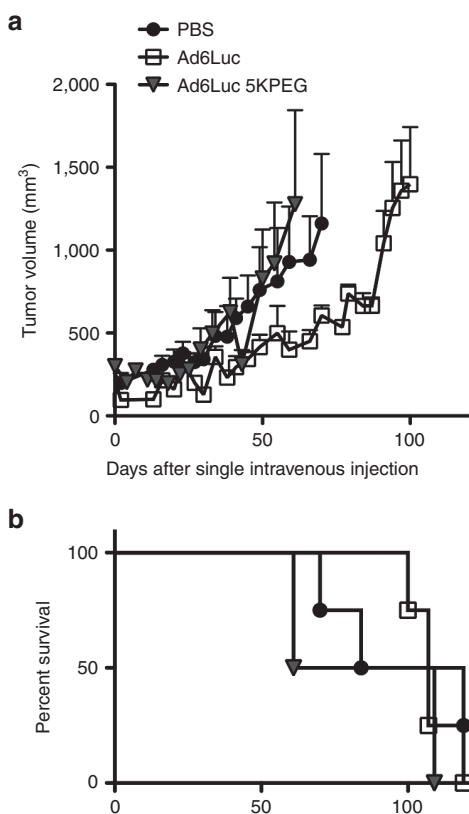 a
PBS
Ad6Luc
Ad6Luc 5KPEG
2,000
1,500
1,000
500
0
Tumor volume (mm³)
0 50 100
Days after single intravenous injection
b
100
50
0
Percent survival
0 50 100